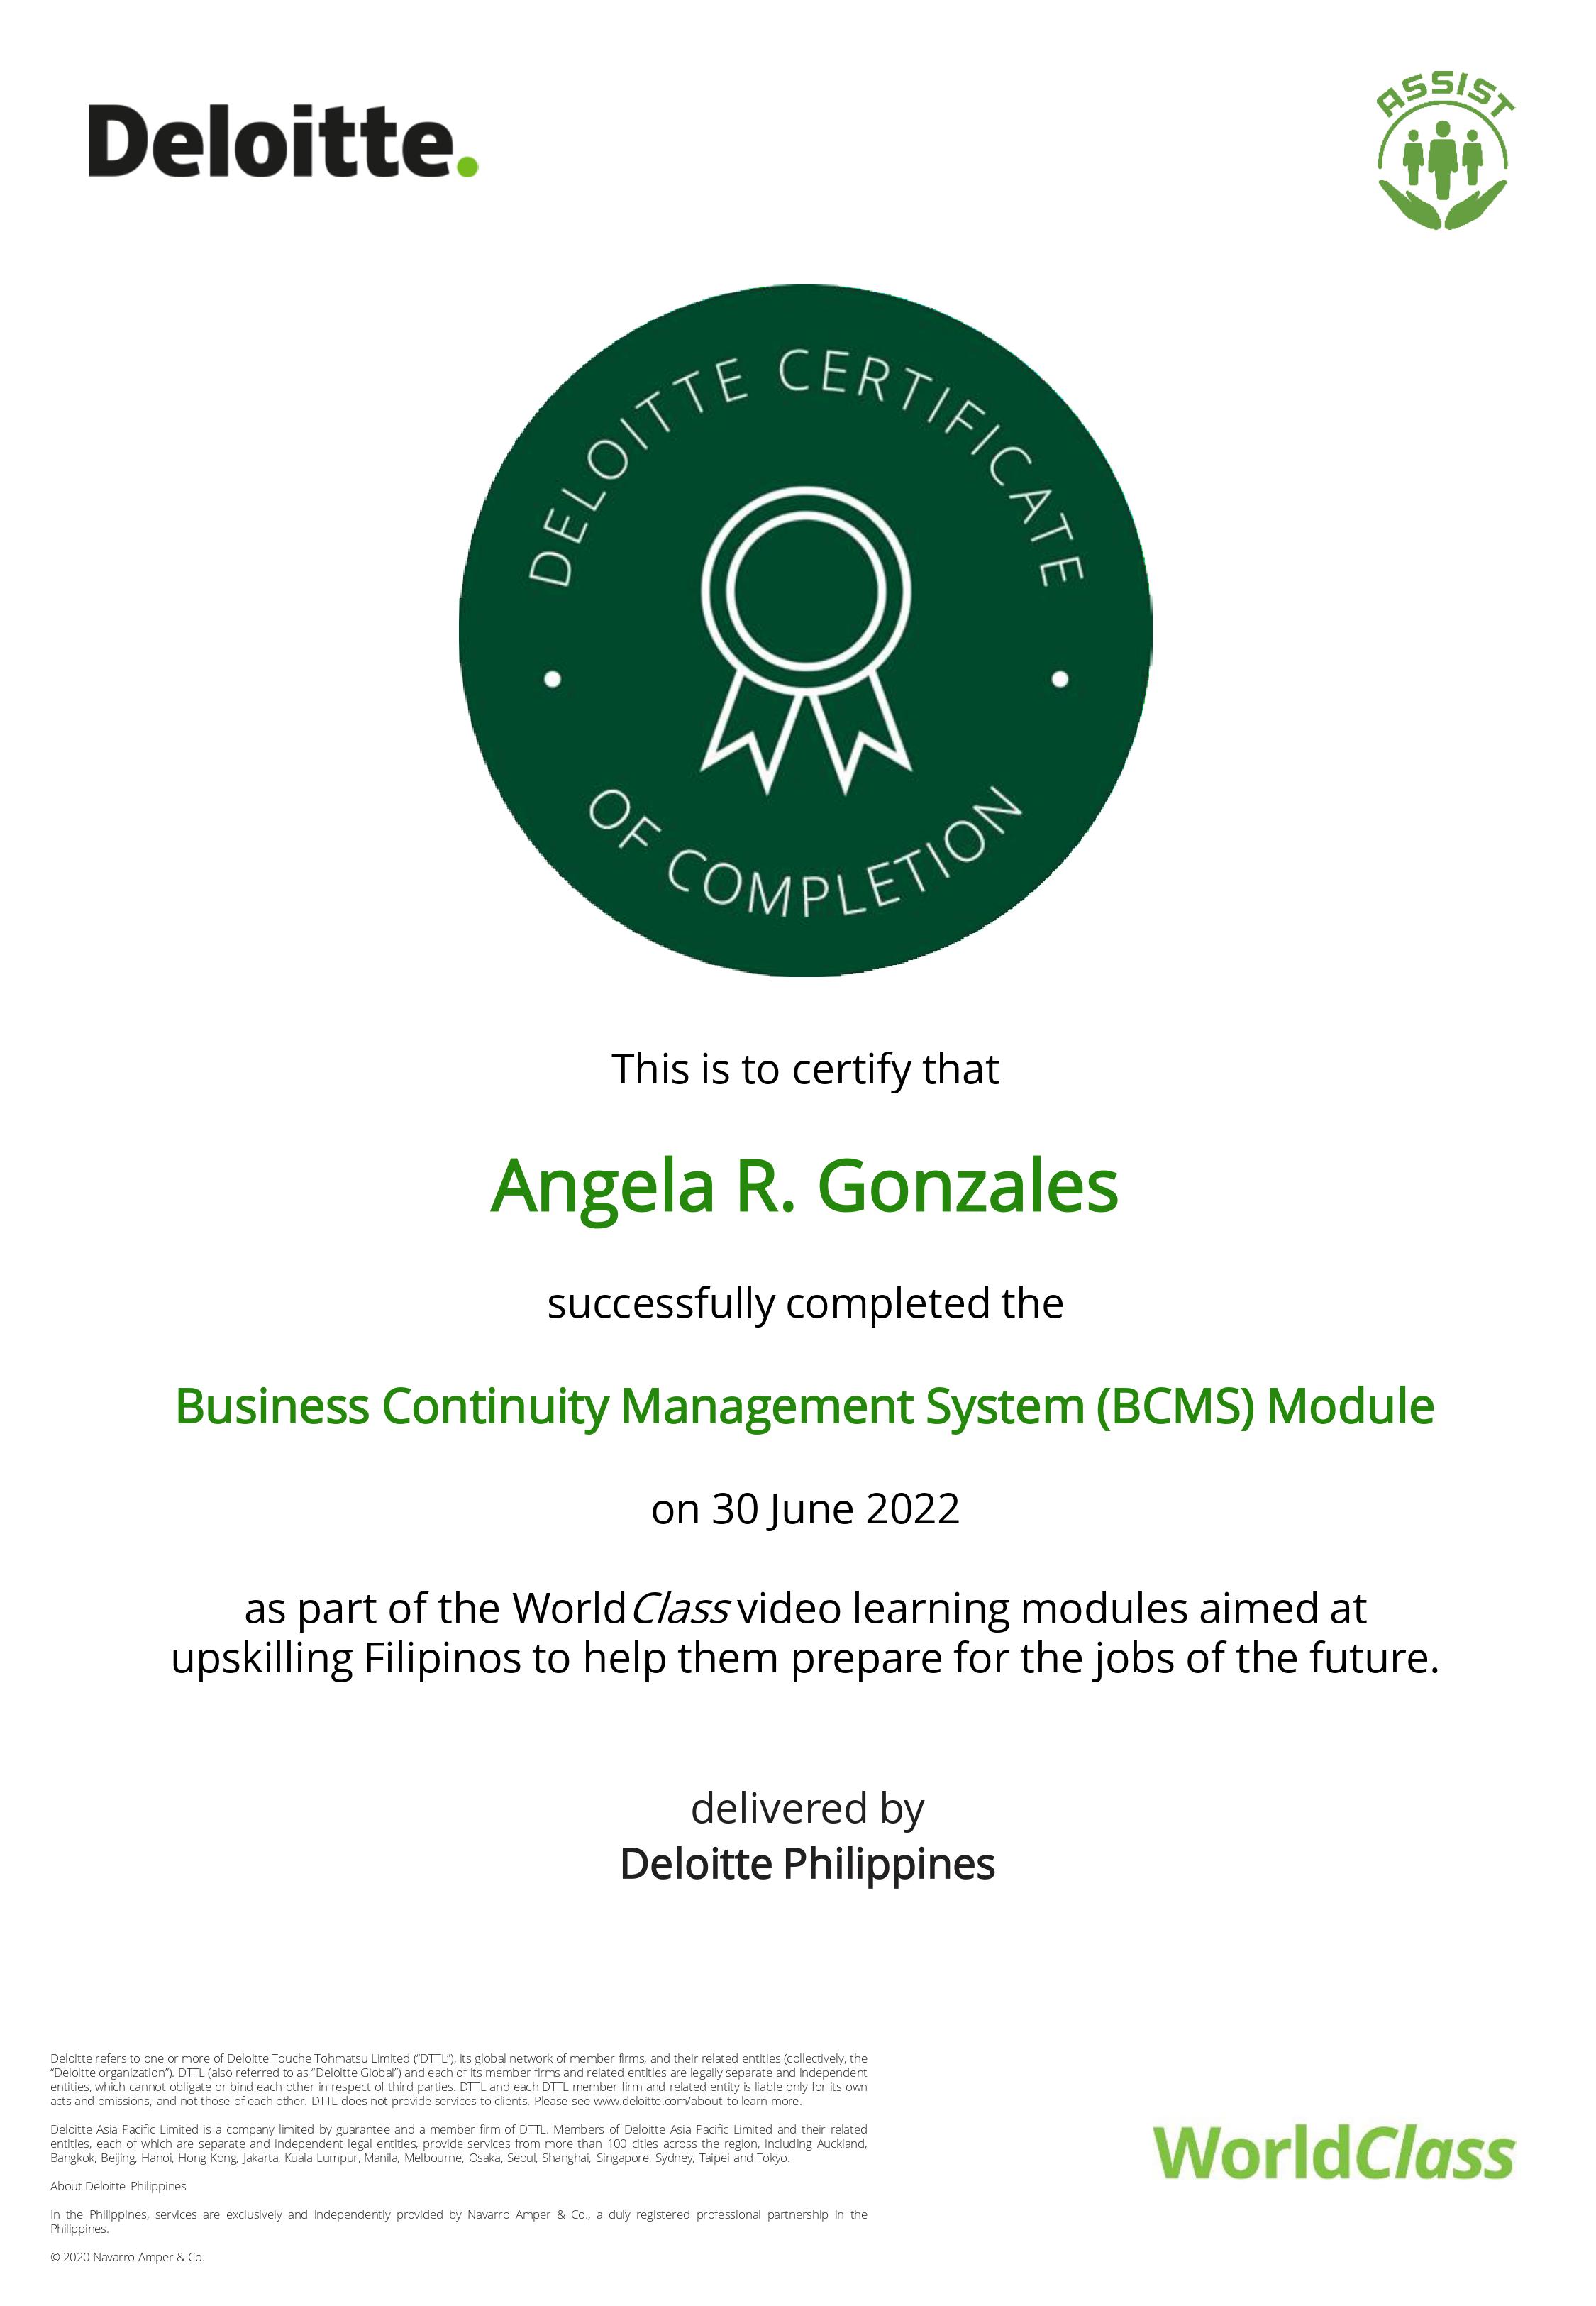 Deloitte.
ASSIST
DELOITTE CERTIFICATE
OF COMPLETION
This is to certify that
Angela R. Gonzales
successfully completed the
Business Continuity Management System (BCMS) Module
on 30 June 2022
as part of the WorldClass video learning modules aimed at
upskilling Filipinos to help them prepare for the jobs of the future.
delivered by
Deloitte Philippines
Deloitte refers to one or more of Deloitte Touche Tohmatsu Limited (“DTTL”), its global network of member firms, and their related entities (collectively, the
“Deloitte organization”). DTTL (also referred to as “Deloitte Global”) and each of its member firms and related entities are legally separate and independent
entities, which cannot obligate or bind each other in respect of third parties. DTTL and each DTTL member firm and related entity is liable only for its own
acts and omissions, and not those of each other. DTTL does not provide services to clients. Please see www.deloitte.com/about to learn more.
Deloitte Asia Pacific Limited is a company limited by guarantee and a member firm of DTTL. Members of Deloitte Asia Pacific Limited and their related
entities, each of which are separate and independent legal entities, provide services from more than 100 cities across the region, including Auckland,
Bangkok, Beijing, Hanoi, Hong Kong, Jakarta, Kuala Lumpur, Manila, Melbourne, Osaka, Seoul, Shanghai, Singapore, Sydney, Taipei and Tokyo.
About Deloitte Philippines
In the Philippines, services are exclusively and independently provided by Navarro Amper & Co., a duly registered professional partnership in the
Philippines.
© 2020 Navarro Amper & Co.
WorldClass